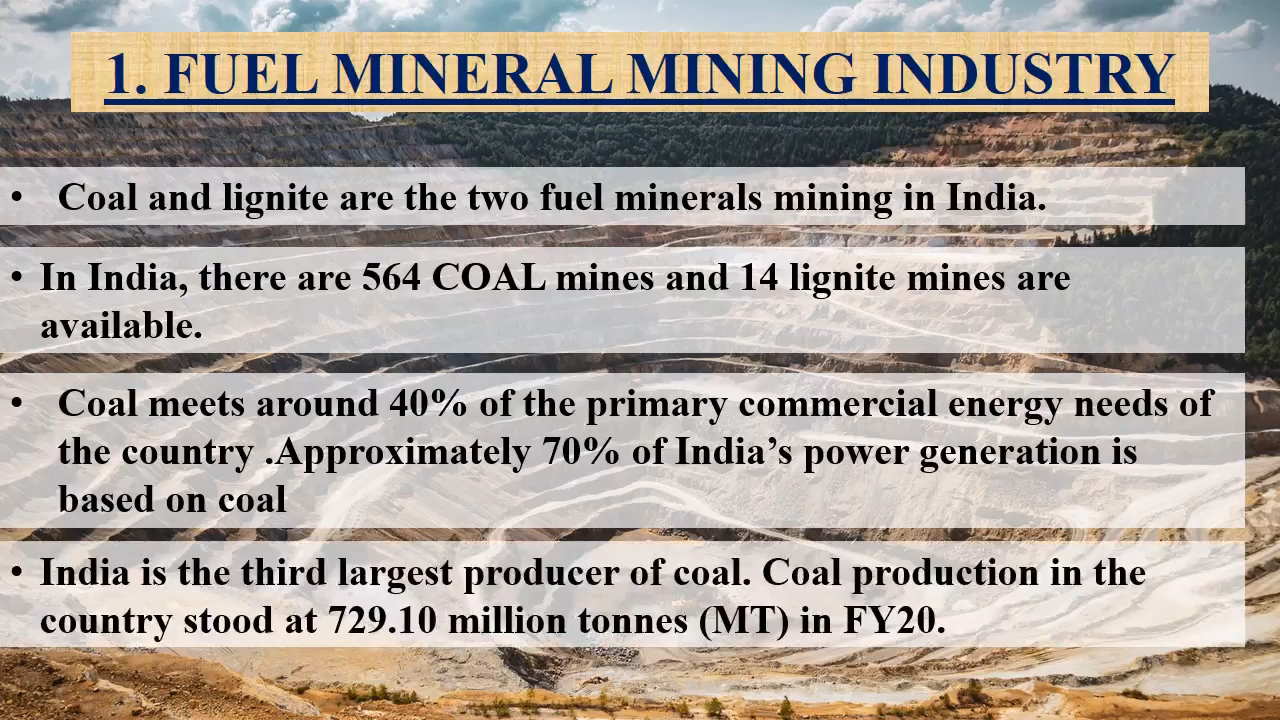 1. FUEL MINERAL MINING INDUSTRY
• Coal and lignite are the two fuel minerals mining in India.
• In India, there are 564 COAL mines and 14 lignite mines are
available.
• Coal meets around 40% of the primary commercial energy needs of
the country .Approximately 70% of India’s power generation is
based on coal
• India is the third largest producer of coal. Coal production in the
country stood at 729.10 million tonnes (MT) in FY20.